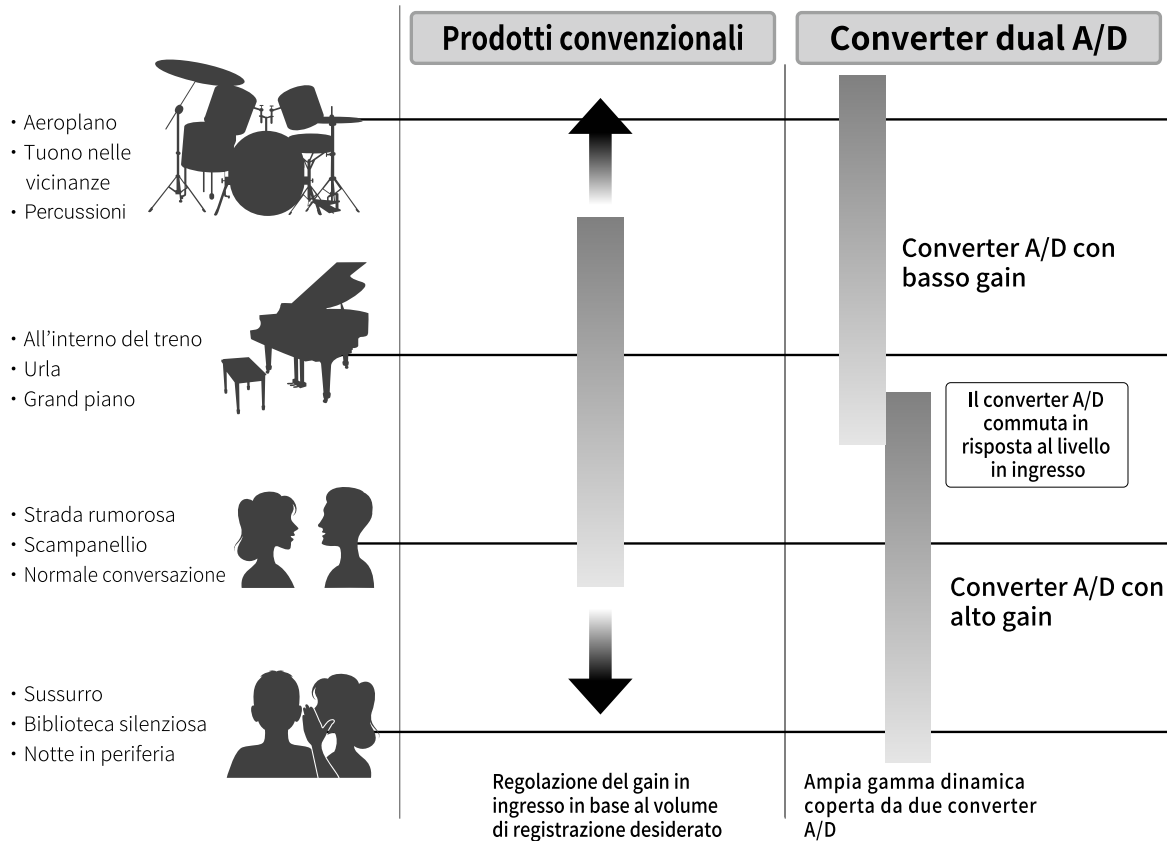 Prodotti convenzionali
Converter dual A/D
・Aeroplano
・Tuono nelle
vicinanze
・Percussioni
Converter A/D con
basso gain
・All’interno del treno
・Urla
・Grand piano
Il converter A/D
commuta in
risposta al livello
in ingresso
・Strada rumorosa
・Scampanellio
・Normale conversazione
Converter A/D con
alto gain
・Sussurro
・Biblioteca silenziosa
・Notte in periferia
Regolazione del gain in
ingresso in base al volume
di registrazione desiderato
Ampia gamma dinamica
coperta da due converter
A/D